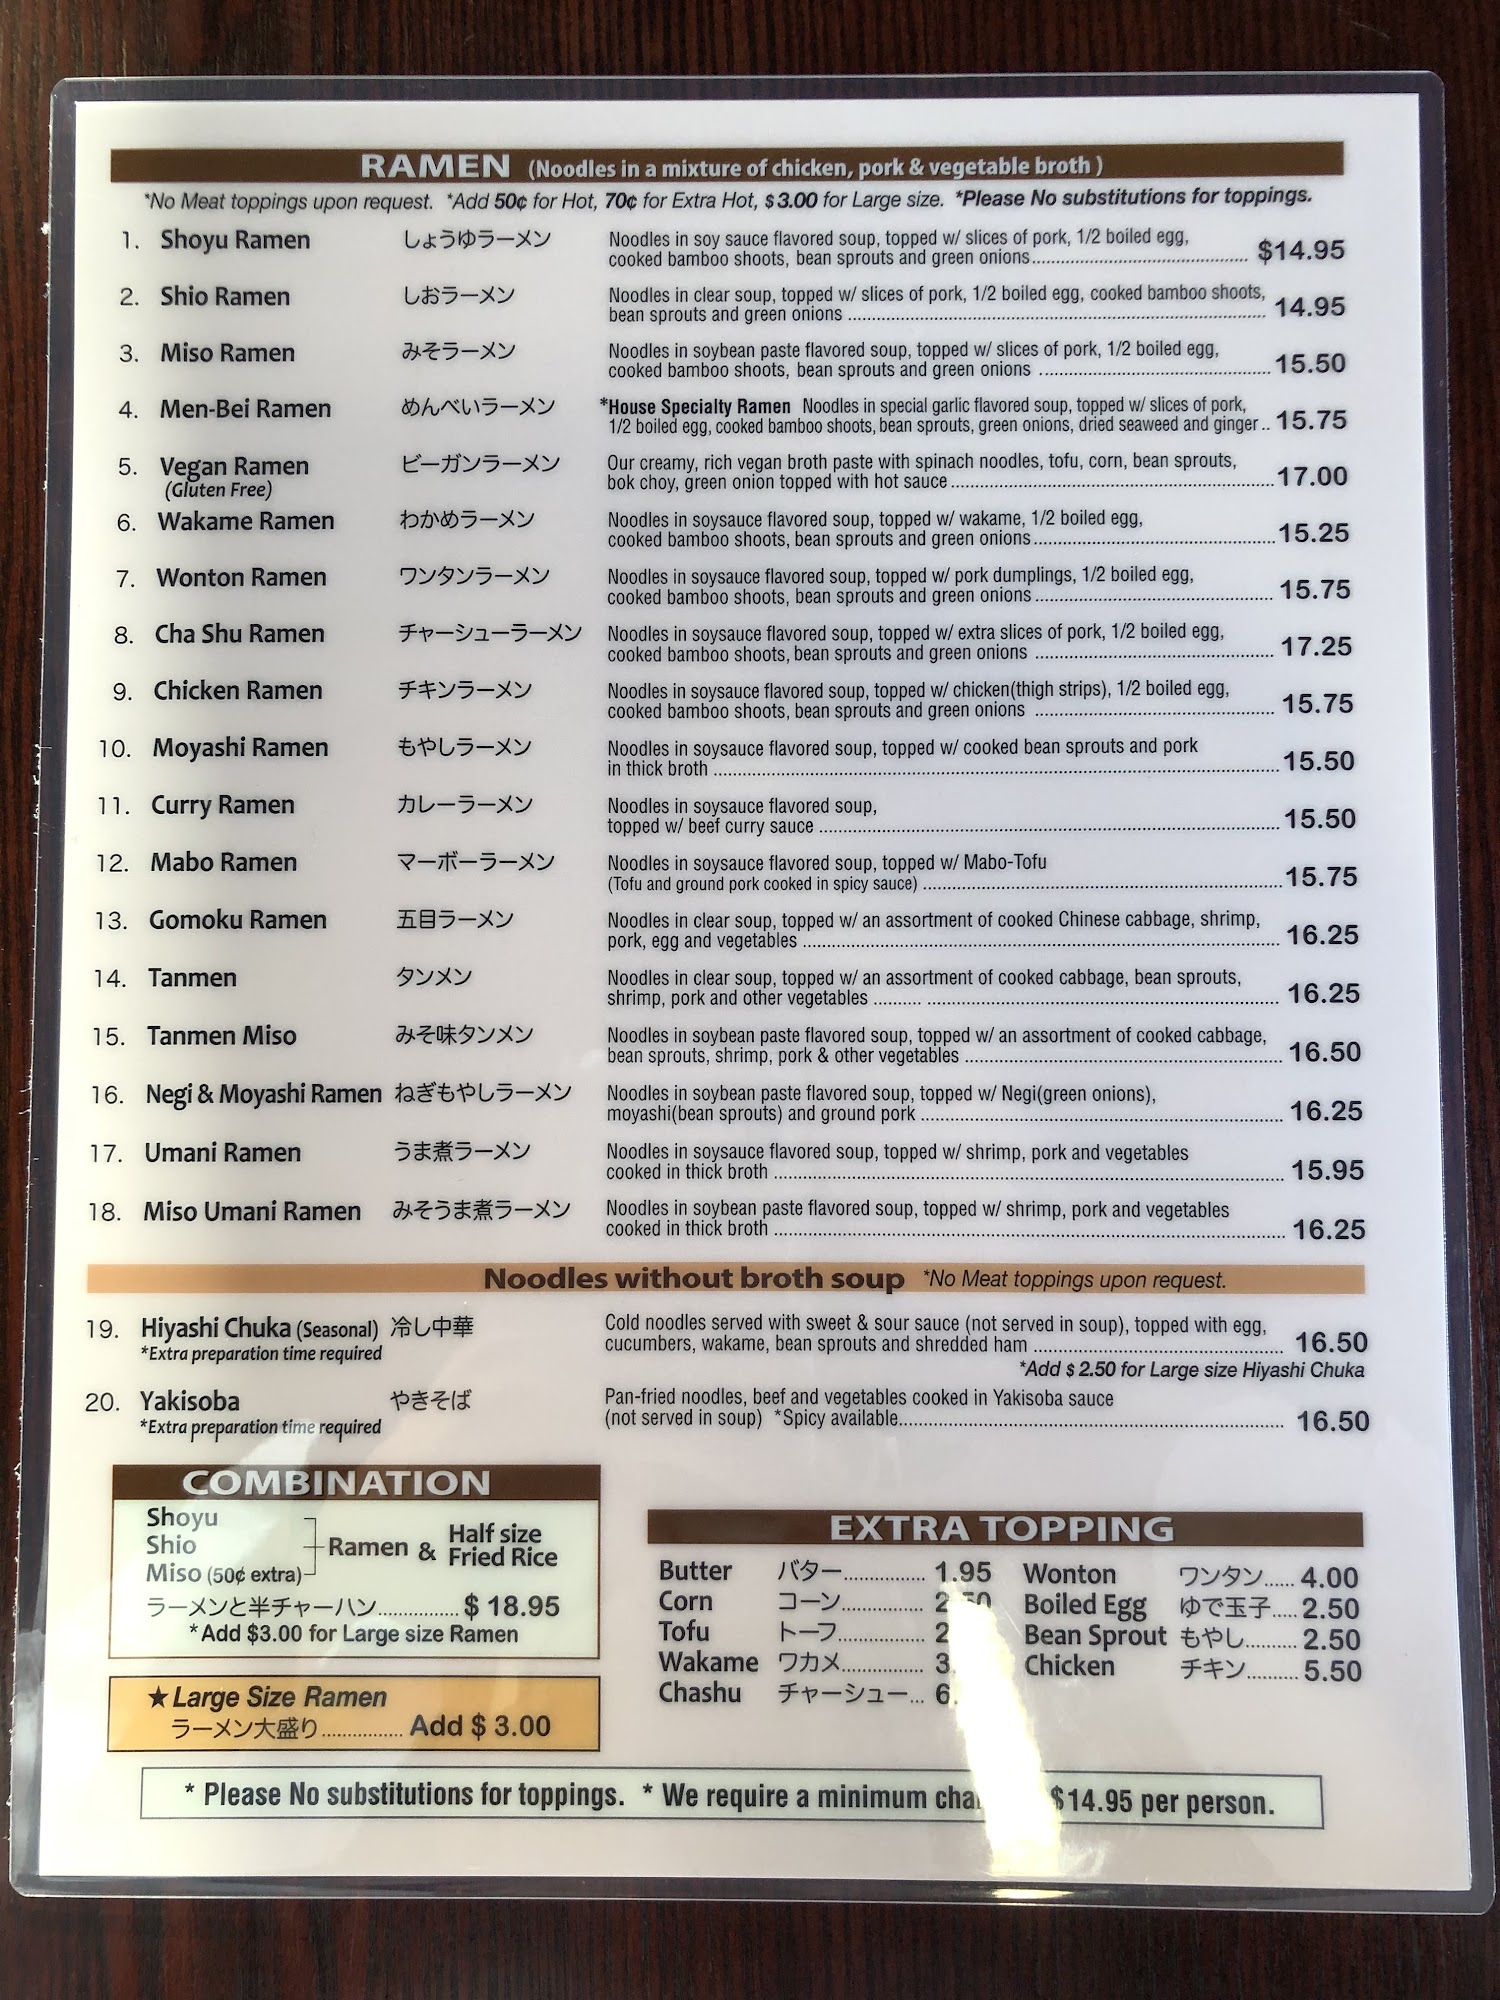 RAMEN (Noodles in a mixture of chicken, pork & vegetable broth )
*No Meat toppings upon request. *Add 50¢ for Hot, 70¢ for Extra Hot, $3.00 for Large size. *Please No substitutions for toppings.
1. Shoyu Ramen しょうゆラーメン Noodles in soy sauce flavored soup, topped w/ slices of pork, 1/2 boiled egg,
cooked bamboo shoots, bean sprouts and green onions $14.95
2. Shio Ramen しおラーメン Noodles in clear soup, topped w/ slices of pork, 1/2 boiled egg, cooked bamboo shoots,
bean sprouts and green onions 14.95
3. Miso Ramen みそラーメン Noodles in soybean paste flavored soup, topped w/ slices of pork, 1/2 boiled egg,
cooked bamboo shoots, bean sprouts and green onions 15.50
4. Men-Bei Ramen めんべいラーメン *House Specialty Ramen Noodles in special garlic flavored soup, topped w/ slices of pork,
1/2 boiled egg, cooked bamboo shoots, bean sprouts, green onions, dried seaweed and ginger .. 15.75
5. Vegan Ramen ビーガンラーメン Our creamy, rich vegan broth paste with spinach noodles, tofu, corn, bean sprouts,
(Gluten Free) bok choy, green onion topped with hot sauce 17.00
6. Wakame Ramen わかめラーメン Noodles in soysauce flavored soup, topped w/ wakame, 1/2 boiled egg,
cooked bamboo shoots, bean sprouts and green onions 15.25
7. Wonton Ramen ワンタンラーメン Noodles in soysauce flavored soup, topped w/ pork dumplings, 1/2 boiled egg,
cooked bamboo shoots, bean sprouts and green onions 15.75
8. Cha Shu Ramen チャーシューラーメン Noodles in soysauce flavored soup, topped w/ extra slices of pork, 1/2 boiled egg,
cooked bamboo shoots, bean sprouts and green onions 17.25
9. Chicken Ramen チキンラーメン Noodles in soysauce flavored soup, topped w/ chicken(thigh strips), 1/2 boiled egg,
cooked bamboo shoots, bean sprouts and green onions 15.75
10. Moyashi Ramen もやしラーメン Noodles in soysauce flavored soup, topped w/ cooked bean sprouts and pork
in thick broth 15.50
11. Curry Ramen カレーラーメン Noodles in soysauce flavored soup,
topped w/ beef curry sauce 15.50
12. Mabo Ramen マーボーラーメン Noodles in soysauce flavored soup, topped w/ Mabo-Tofu
(Tofu and ground pork cooked in spicy sauce) 15.75
13. Gomoku Ramen 五目ラーメン Noodles in clear soup, topped w/ an assortment of cooked Chinese cabbage, shrimp,
pork, egg and vegetables 16.25
14. Tanmen タンメン Noodles in clear soup, topped w/ an assortment of cooked cabbage, bean sprouts,
shrimp, pork and other vegetables 16.25
15. Tanmen Miso みそ味タンメン Noodles in soybean paste flavored soup, topped w/ an assortment of cooked cabbage,
bean sprouts, shrimp, pork & other vegetables 16.50
16. Negi & Moyashi Ramen ねぎもやしラーメン Noodles in soybean paste flavored soup, topped w/ Negi(green onions),
moyashi(bean sprouts) and ground pork 16.25
17. Umani Ramen うま煮ラーメン Noodles in soysauce flavored soup, topped w/ shrimp, pork and vegetables
cooked in thick broth 15.95
18. Miso Umani Ramen みそうま煮ラーメン Noodles in soybean paste flavored soup, topped w/ shrimp, pork and vegetables
cooked in thick broth 16.25
Noodles without broth soup *No Meat toppings upon request.
19. Hiyashi Chuka (Seasonal) 冷し中華 Cold noodles served with sweet & sour sauce (not served in soup), topped with egg,
*Extra preparation time required cucumbers, wakame, bean sprouts and shredded ham 16.50
*Add $ 2.50 for Large size Hiyashi Chuka
20. Yakisoba やきそば Pan-fried noodles, beef and vegetables cooked in Yakisoba sauce
*Extra preparation time required (not served in soup) *Spicy available 16.50
COMBINATION
Shoyu
Shio
Miso (50¢ extra)
Ramen & Half size
Fried Rice
ラーメンと半チャーハン $ 18.95
*Add $3.00 for Large size Ramen
★Large Size Ramen
ラーメン大盛り Add $ 3.00
EXTRA TOPPING
Butter バター 1.95
Corn コーン
Tofu トーフ
Wakame ワカメ
Chashu チャーシュー
Wonton ワンタン 4.00
Boiled Egg ゆで玉子 2.50
Bean Sprout もやし 2.50
Chicken チキン 5.50
* Please No substitutions for toppings. * We require a minimum $14.95 per person.